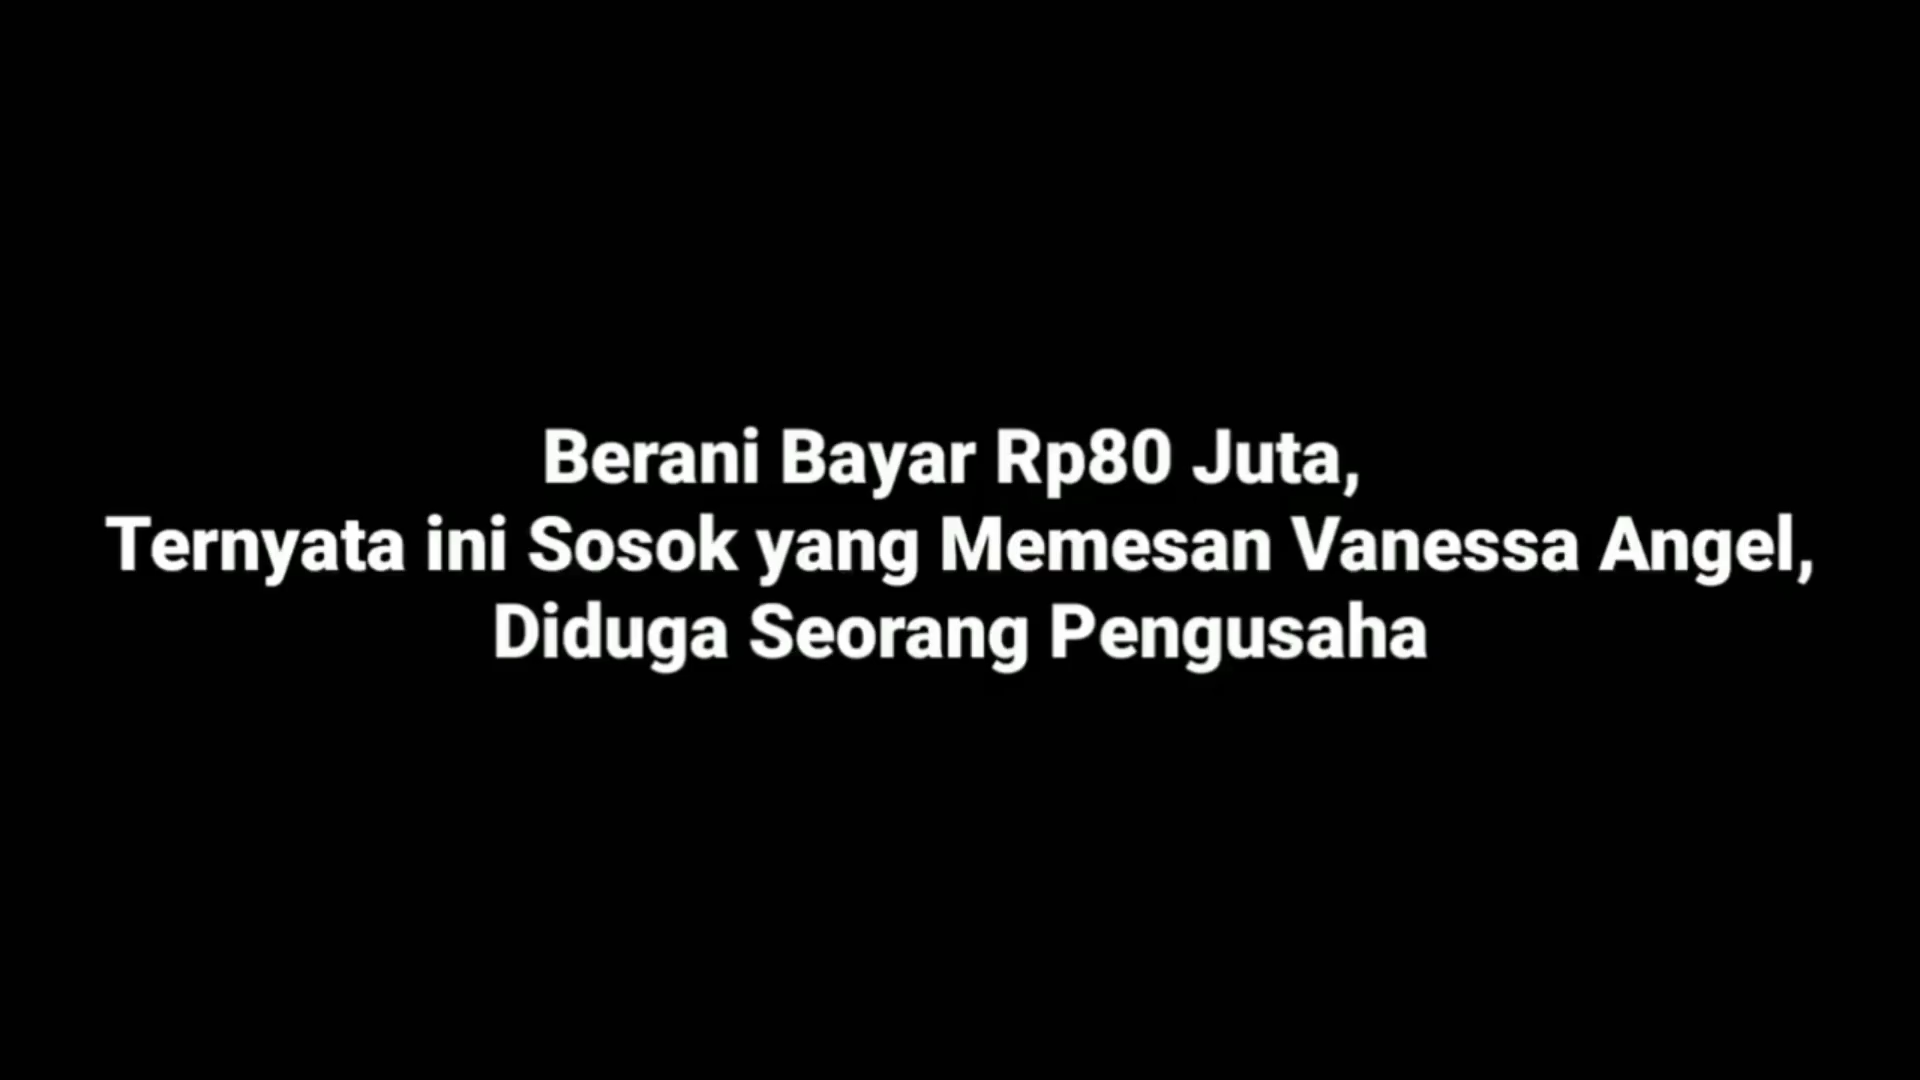 Berani Bayar Rp80 Juta,
Ternyata ini Sosok yang Memesan Vanessa Angel,
Diduga Seorang Pengusaha